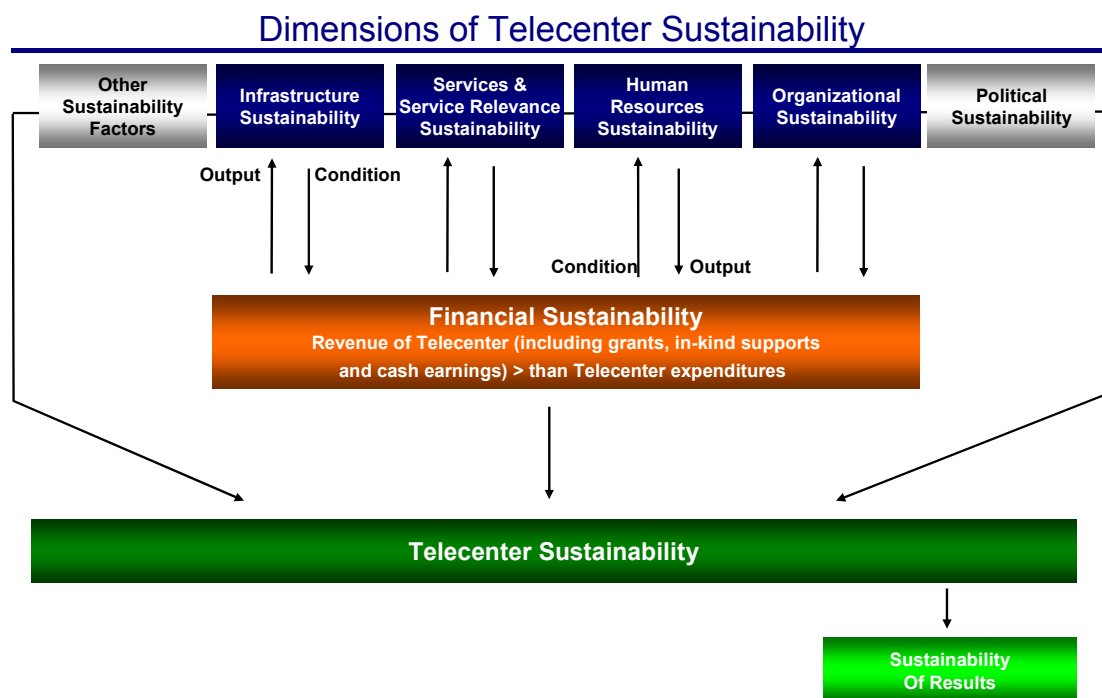 Dimensions of Telecenter Sustainability
Other
Sustainability
Factors
Infrastructure
Sustainability
Services &
Service Relevance
Sustainability
Human
Resources
Sustainability
Organizational
Sustainability
Political
Sustainability
Output
Condition
Condition
Output
Financial Sustainability
Revenue of Telecenter (including grants, in-kind supports
and cash earnings) > than Telecenter expenditures
Telecenter Sustainability
Sustainability
Of Results